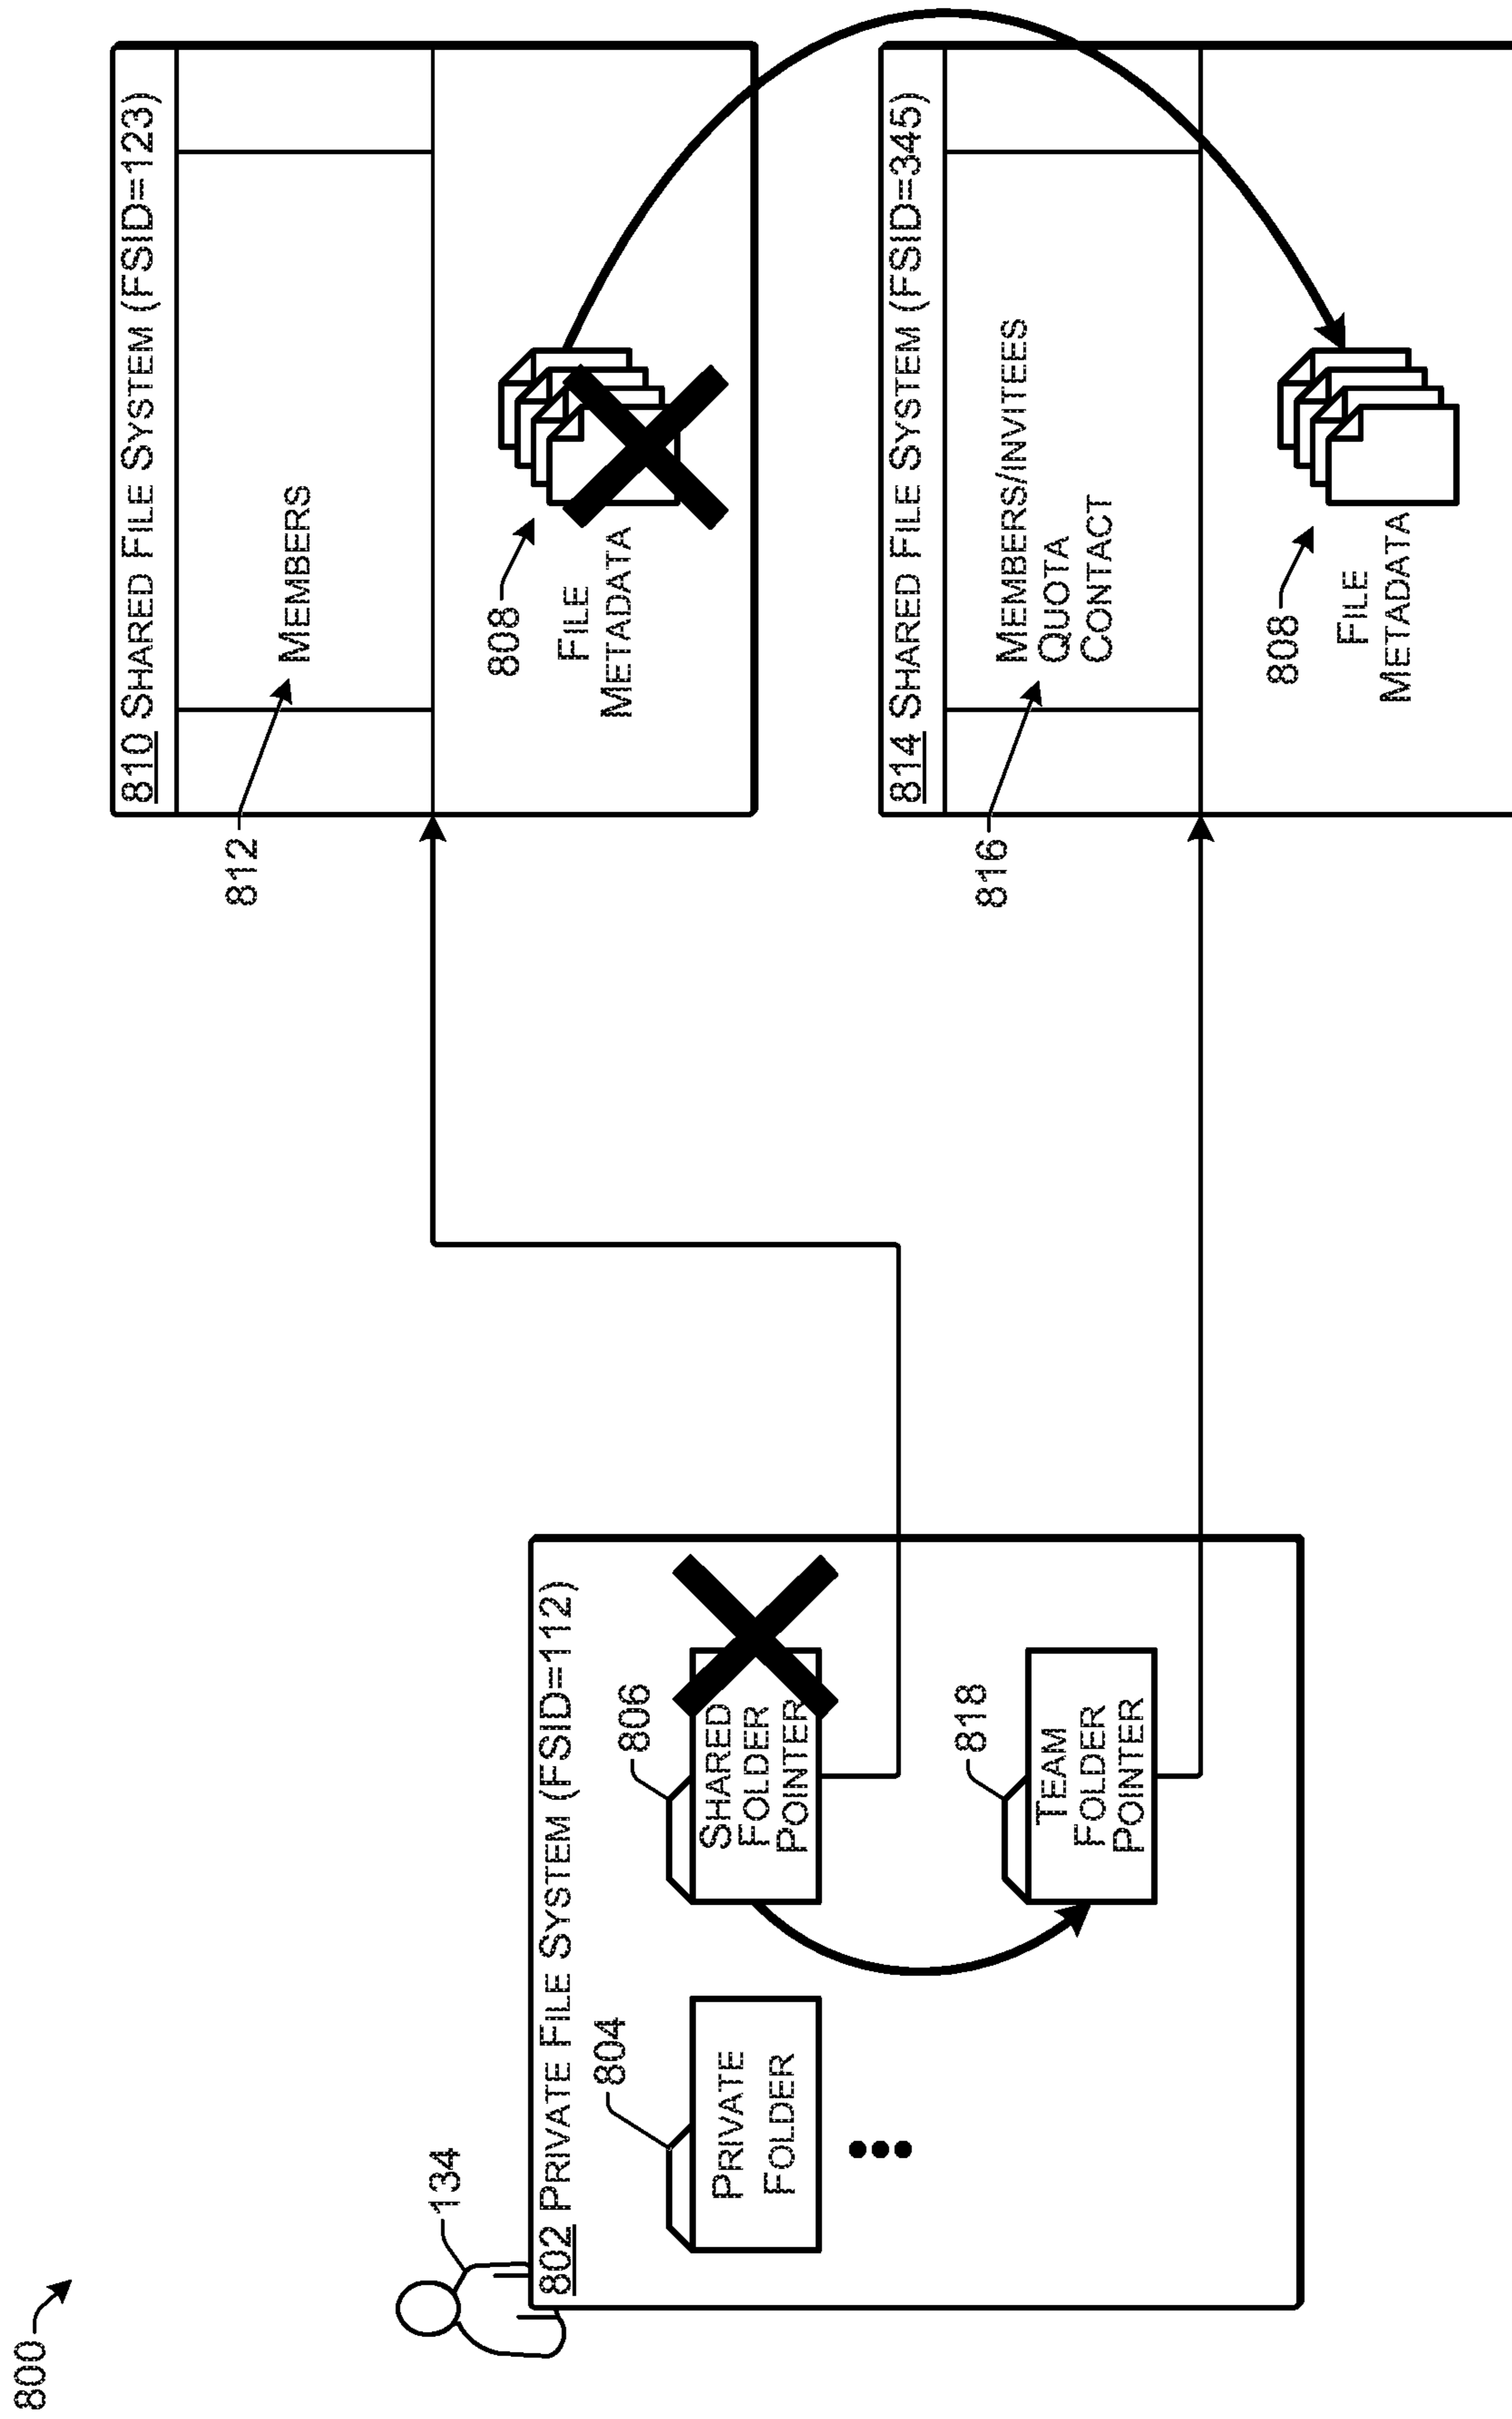 800
134
802 PRIVATE FILE SYSTEM (FSID=112)
804
PRIVATE
FOLDER
806
SHARED
FOLDER
POINTER
818
TEAM
FOLDER
POINTER
810 SHARED FILE SYSTEM (FSID=123)
812
MEMBERS
808
FILE
METADATA
814 SHARED FILE SYSTEM (FSID=345)
816
MEMBERS/INVITEES
QUOTA
CONTACT
808
FILE
METADATA